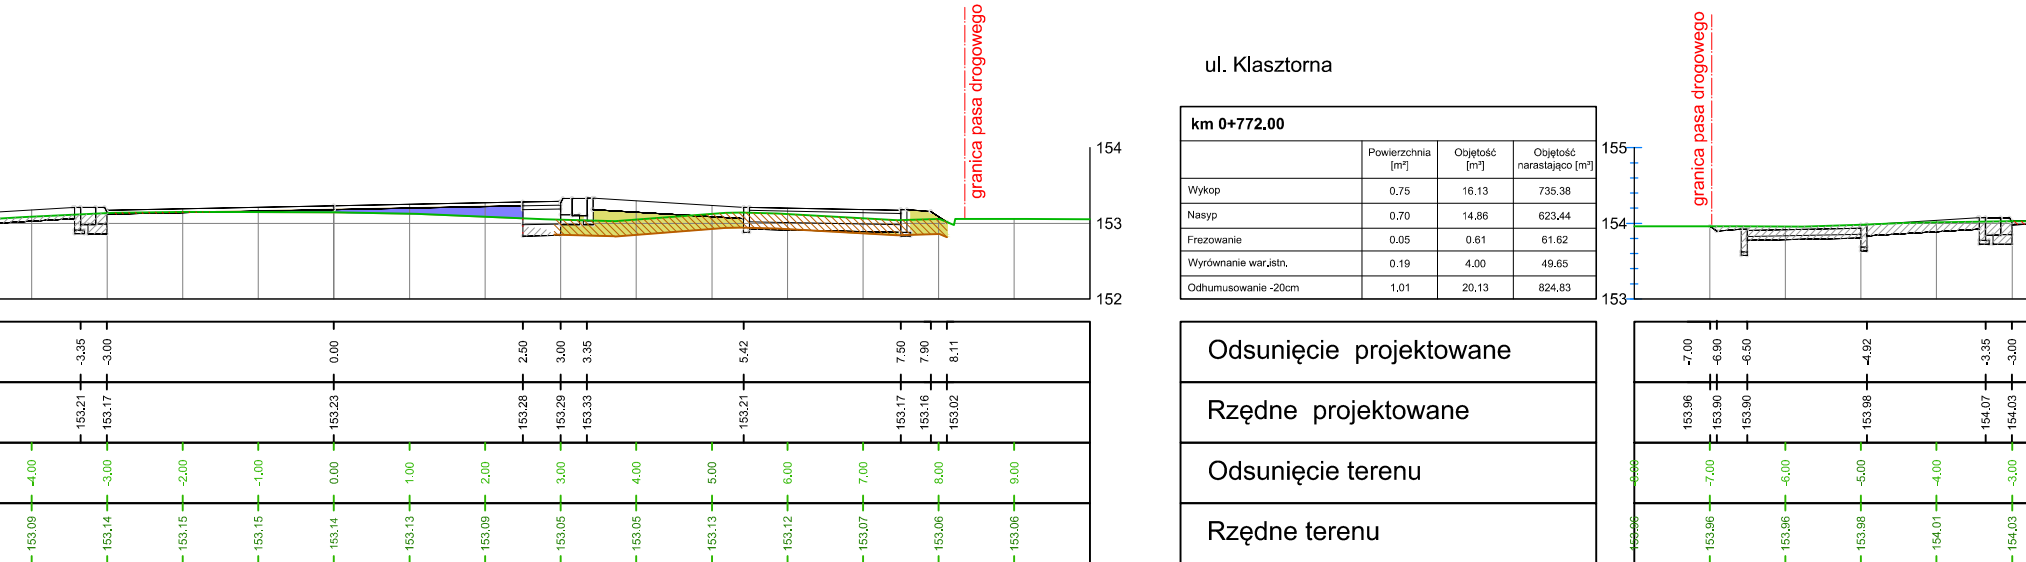 granica pasa drogowego
154
153
152
-3.35 -3.00 0.00 2.50 3.00 3.35 5.42 7.50 7.90 8.11
153.21 153.17 153.23 153.28 153.29 153.33 153.21 153.17 153.16 153.02
-4.00 -3.00 -2.00 -1.00 0.00 1.00 2.00 3.00 4.00 5.00 6.00 7.00 8.00 9.00
153.09 153.14 153.15 153.15 153.14 153.13 153.09 153.05 153.05 153.13 153.12 153.07 153.06 153.06
ul. Klasztorna
km 0+772.00
Powierzchnia [m²] Objętość [m³] Objętość narastająco [m³]
Wykop 0.75 16.13 735.38
Nasyp 0.70 14.86 623.44
Frezowanie 0.05 0.61 61.62
Wyrównanie war.istn. 0.19 4.00 49.65
Odhumusowanie -20cm 1.01 20.13 824.83
Odsunięcie projektowane
Rzędne projektowane
Odsunięcie terenu
Rzędne terenu
granica pasa drogowego
155
154
153
-7.00 -6.90 -6.50 -4.92 -3.35 -3.00
153.96 153.90 153.90 153.98 154.07 154.03
-8.00 -7.00 -6.00 -5.00 -4.00 -3.00
153.96 153.96 153.96 153.98 154.01 154.03